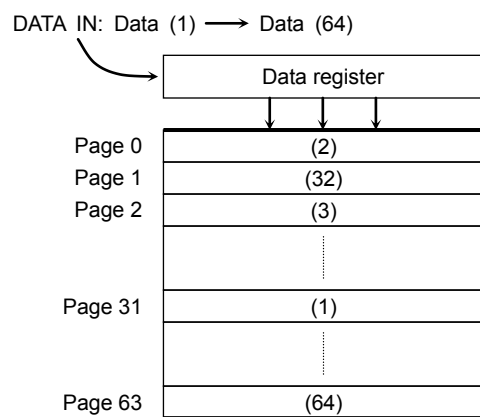 DATA IN: Data (1) Data (64)
Data register
Page 0 (2)
Page 1 (32)
Page 2 (3)
Page 31 (1)
Page 63 (64)